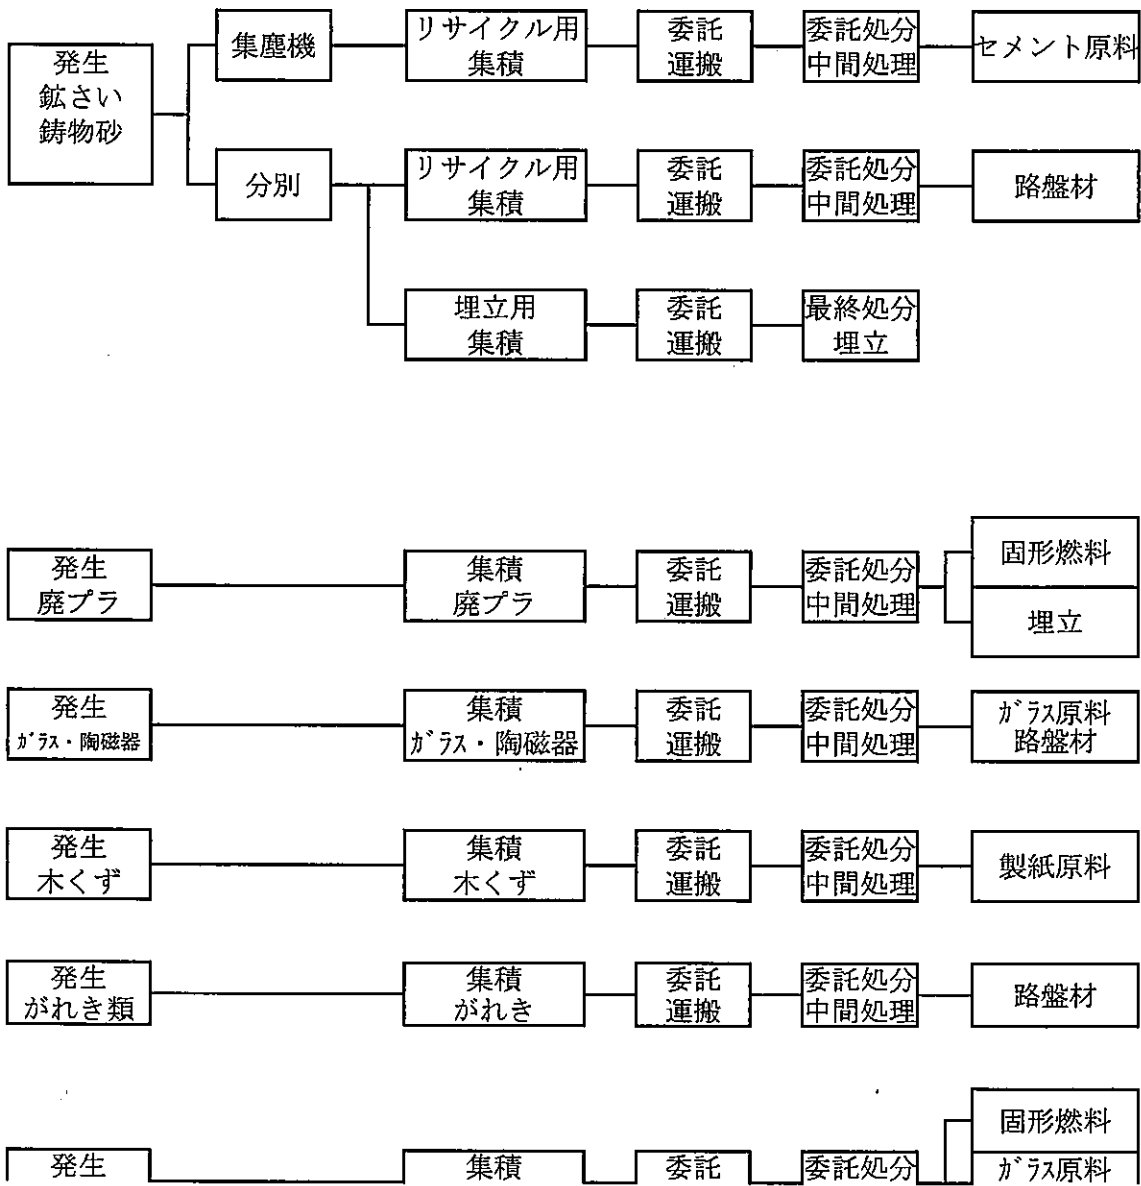 発生
鉱さい
鋳物砂
集塵機
リサイクル用
集積
委託
運搬
委託処分
中間処理
セメント原料
分別
リサイクル用
集積
委託
運搬
委託処分
中間処理
路盤材
埋立用
集積
委託
運搬
最終処分
埋立
発生
廃プラ
集積
廃プラ
委託
運搬
委託処分
中間処理
固形燃料
埋立
発生
ｶﾞﾗｽ・陶磁器
集積
ｶﾞﾗｽ・陶磁器
委託
運搬
委託処分
中間処理
ｶﾞﾗｽ原料
路盤材
発生
木くず
集積
木くず
委託
運搬
委託処分
中間処理
製紙原料
発生
がれき類
集積
がれき
委託
運搬
委託処分
中間処理
路盤材
発生
集積
委託
委託処分
固形燃料
ｶﾞﾗｽ原料